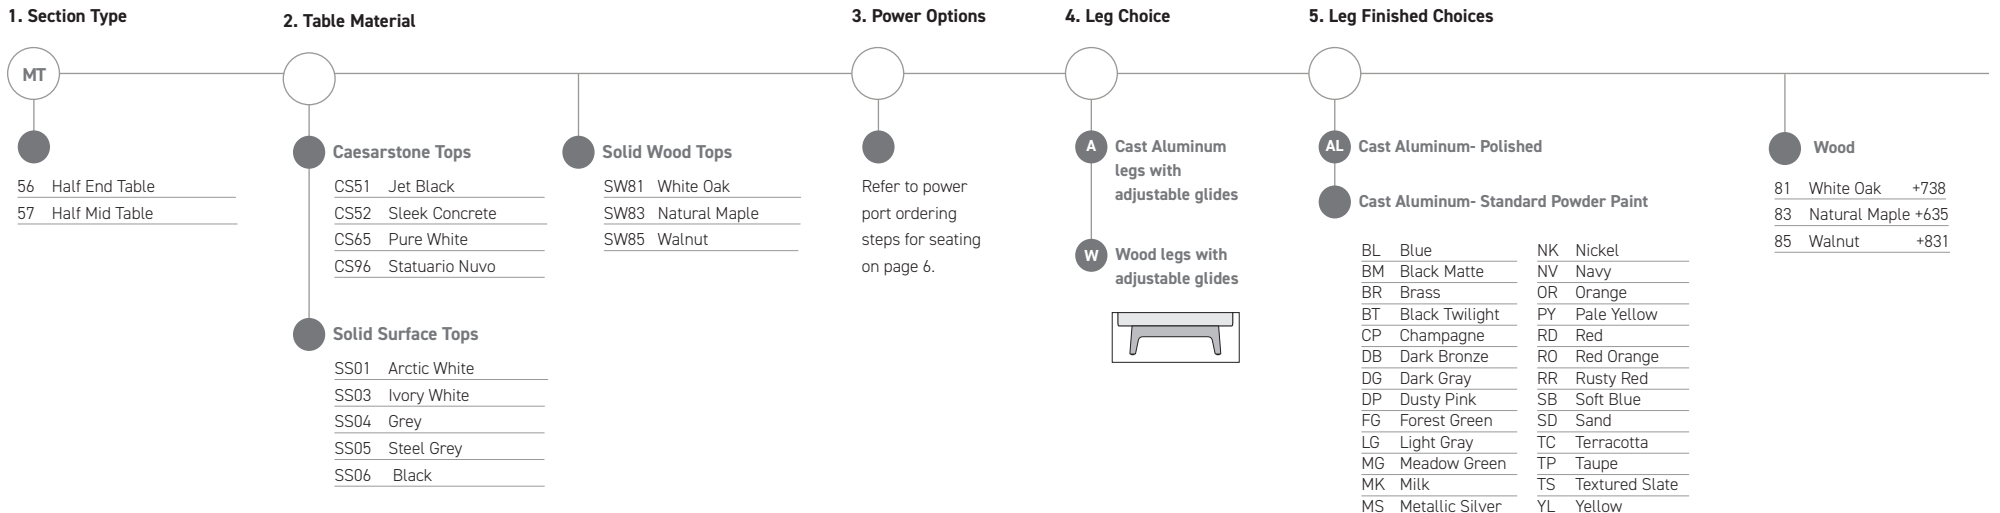 1. Section Type
MT
56 Half End Table
57 Half Mid Table
2. Table Material
Caesarstone Tops
CS51 Jet Black
CS52 Sleek Concrete
CS65 Pure White
CS96 Statuario Nuvo
Solid Surface Tops
SS01 Arctic White
SS03 Ivory White
SS04 Grey
SS05 Steel Grey
SS06 Black
Solid Wood Tops
SW81 White Oak
SW83 Natural Maple
SW85 Walnut
3. Power Options
Refer to power
port ordering
steps for seating
on page 6.
4. Leg Choice
A Cast Aluminum
legs with
adjustable glides
W Wood legs with
adjustable glides
5. Leg Finished Choices
AL Cast Aluminum- Polished
Cast Aluminum- Standard Powder Paint
BL Blue
BM Black Matte
BR Brass
BT Black Twilight
CP Champagne
DB Dark Bronze
DG Dark Gray
DP Dusty Pink
FG Forest Green
LG Light Gray
MG Meadow Green
MK Milk
MS Metallic Silver
NK Nickel
NV Navy
OR Orange
PY Pale Yellow
RD Red
RO Red Orange
RR Rusty Red
SB Soft Blue
SD Sand
TC Terracotta
TP Taupe
TS Textured Slate
YL Yellow
Wood
81 White Oak +738
83 Natural Maple +635
85 Walnut +831